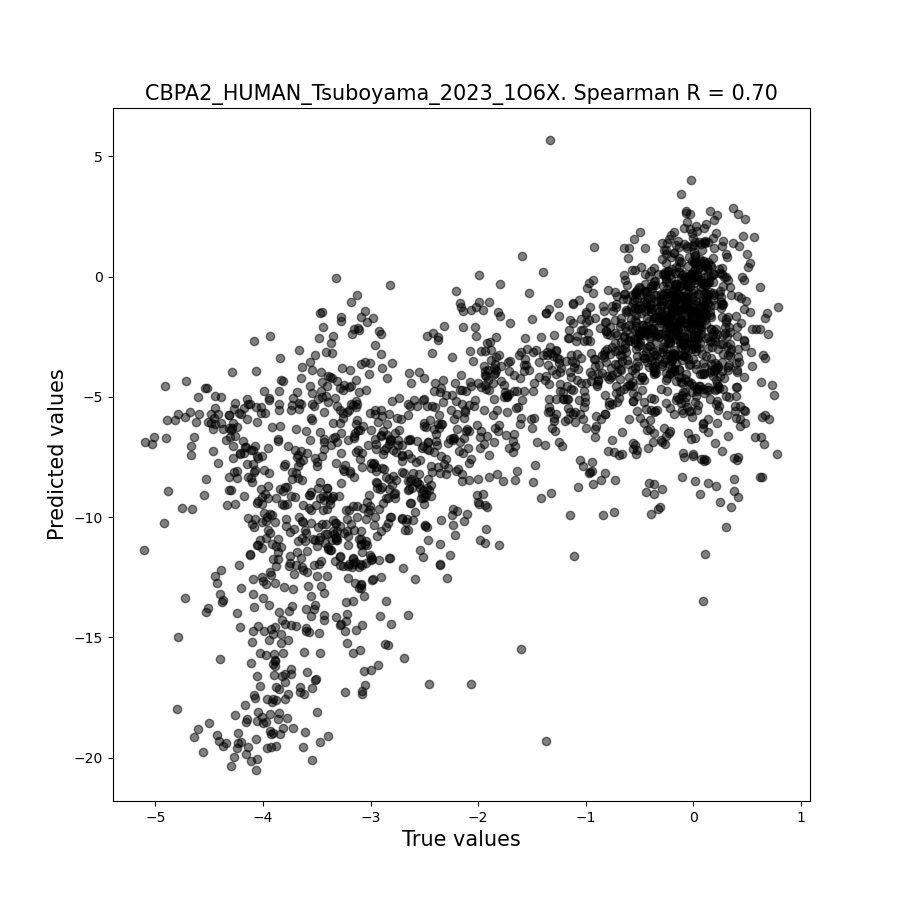 CBPA2_HUMAN_Tsuboyama_2023_1O6X. Spearman R = 0.70
5
0
−5
−10
−15
−20
Predicted values
−5 −4 −3 −2 −1 0 1
True values